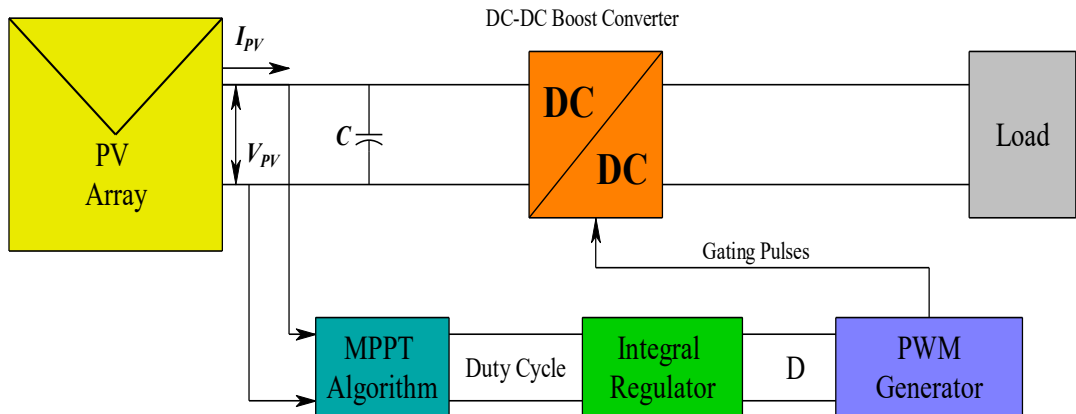 DC-DC Boost Converter
I_PV
PV
Array
V_PV
C
DC
DC
Load
Gating Pulses
MPPT
Algorithm
Duty Cycle
Integral
Regulator
D
PWM
Generator